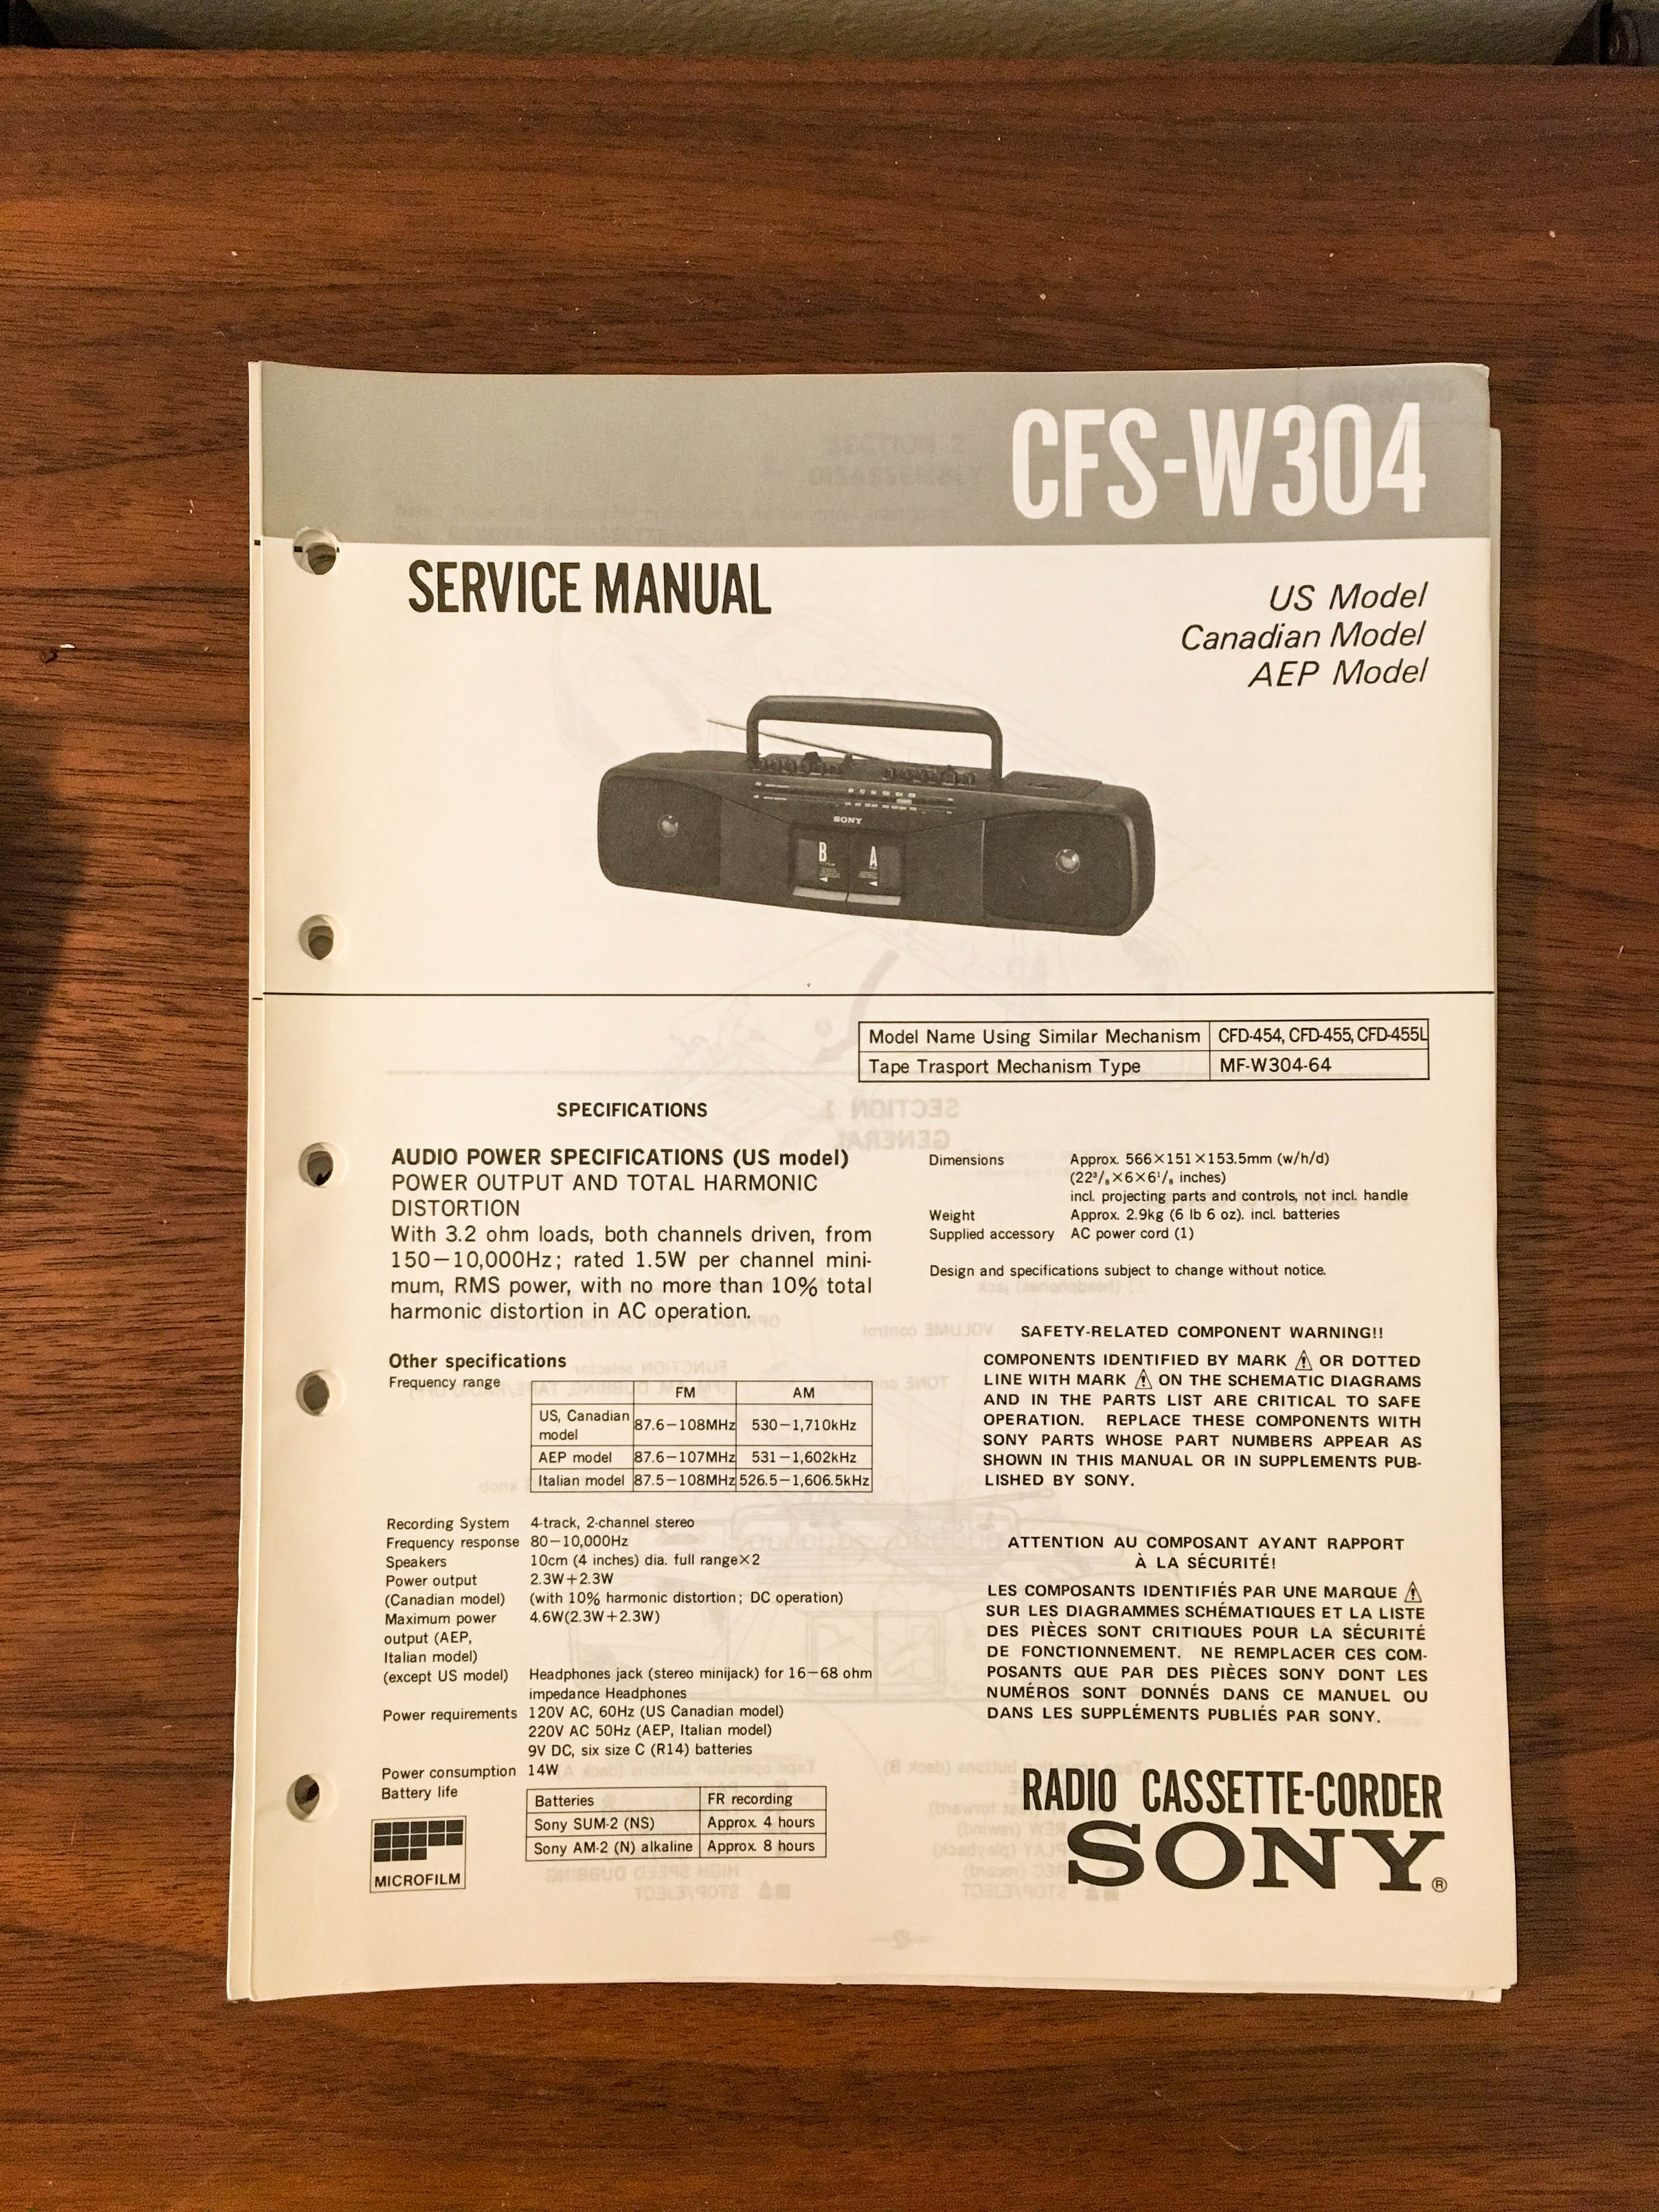 CFS-W304
SERVICE MANUAL
US Model
Canadian Model
AEP Model
SONY
B A
Model Name Using Similar Mechanism CFD-454, CFD-455, CFD-455L
Tape Trasport Mechanism Type MF-W304-64
SPECIFICATIONS
AUDIO POWER SPECIFICATIONS (US model)
POWER OUTPUT AND TOTAL HARMONIC
DISTORTION
With 3.2 ohm loads, both channels driven, from
150−10,000Hz; rated 1.5W per channel mini-
mum, RMS power, with no more than 10% total
harmonic distortion in AC operation.
Other specifications
Frequency range
FM AM
US, Canadian model 87.6−108MHz 530−1,710kHz
AEP model 87.6−107MHz 531−1,602kHz
Italian model 87.5−108MHz 526.5−1,606.5kHz
Recording System 4-track, 2-channel stereo
Frequency response 80−10,000Hz
Speakers 10cm (4 inches) dia. full range×2
Power output 2.3W+2.3W
(Canadian model) (with 10% harmonic distortion; DC operation)
Maximum power 4.6W(2.3W+2.3W)
output (AEP,
Italian model)
(except US model) Headphones jack (stereo minijack) for 16−68 ohm
impedance Headphones
Power requirements 120V AC, 60Hz (US Canadian model)
220V AC 50Hz (AEP, Italian model)
9V DC, six size C (R14) batteries
Power consumption 14W
Battery life
Batteries FR recording
Sony SUM-2 (NS) Approx. 4 hours
Sony AM-2 (N) alkaline Approx. 8 hours
MICROFILM
Dimensions Approx. 566×151×153.5mm (w/h/d)
(22³/₈×6×6¹/₈ inches)
incl. projecting parts and controls, not incl. handle
Weight Approx. 2.9kg (6 lb 6 oz). incl. batteries
Supplied accessory AC power cord (1)
Design and specifications subject to change without notice.
SAFETY-RELATED COMPONENT WARNING!!
COMPONENTS IDENTIFIED BY MARK ⚠ OR DOTTED
LINE WITH MARK ⚠ ON THE SCHEMATIC DIAGRAMS
AND IN THE PARTS LIST ARE CRITICAL TO SAFE
OPERATION. REPLACE THESE COMPONENTS WITH
SONY PARTS WHOSE PART NUMBERS APPEAR AS
SHOWN IN THIS MANUAL OR IN SUPPLEMENTS PUB-
LISHED BY SONY.
ATTENTION AU COMPOSANT AYANT RAPPORT
À LA SÉCURITÉ!
LES COMPOSANTS IDENTIFIÉS PAR UNE MARQUE ⚠
SUR LES DIAGRAMMES SCHÉMATIQUES ET LA LISTE
DES PIÈCES SONT CRITIQUES POUR LA SÉCURITÉ
DE FONCTIONNEMENT. NE REMPLACER CES COM-
POSANTS QUE PAR DES PIÈCES SONY DONT LES
NUMÉROS SONT DONNÉS DANS CE MANUEL OU
DANS LES SUPPLÉMENTS PUBLIÉS PAR SONY.
RADIO CASSETTE-CORDER
SONY®